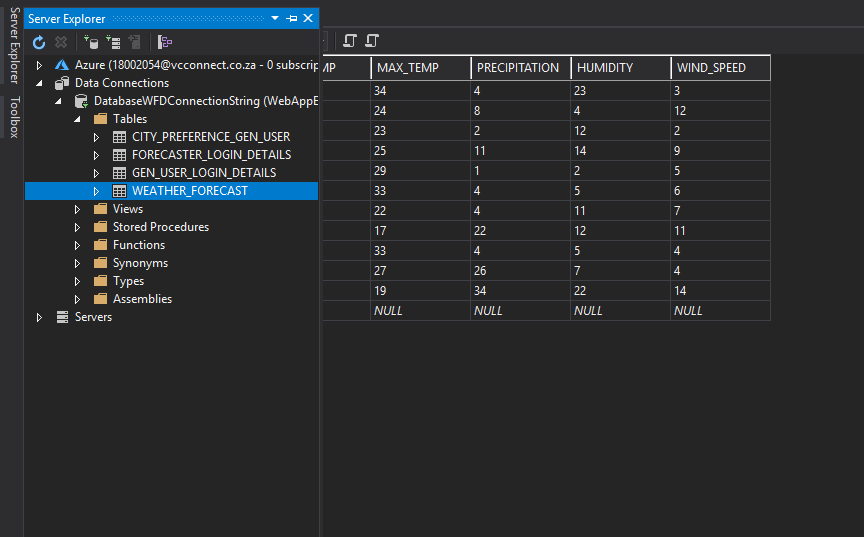 Server Explorer
Toolbox
Server Explorer
Azure (18002054@vcconnect.co.za - 0 subscrip
Data Connections
DatabaseWFDConnectionString (WebAppE
Tables
CITY_PREFERENCE_GEN_USER
FORECASTER_LOGIN_DETAILS
GEN_USER_LOGIN_DETAILS
WEATHER_FORECAST
Views
Stored Procedures
Functions
Synonyms
Types
Assemblies
Servers
MP MAX_TEMP PRECIPITATION HUMIDITY WIND_SPEED
34 4 23 3
24 8 4 12
23 2 12 2
25 11 14 9
29 1 2 5
33 4 5 6
22 4 11 7
17 22 12 11
33 4 5 4
27 26 7 4
19 34 22 14
NULL NULL NULL NULL